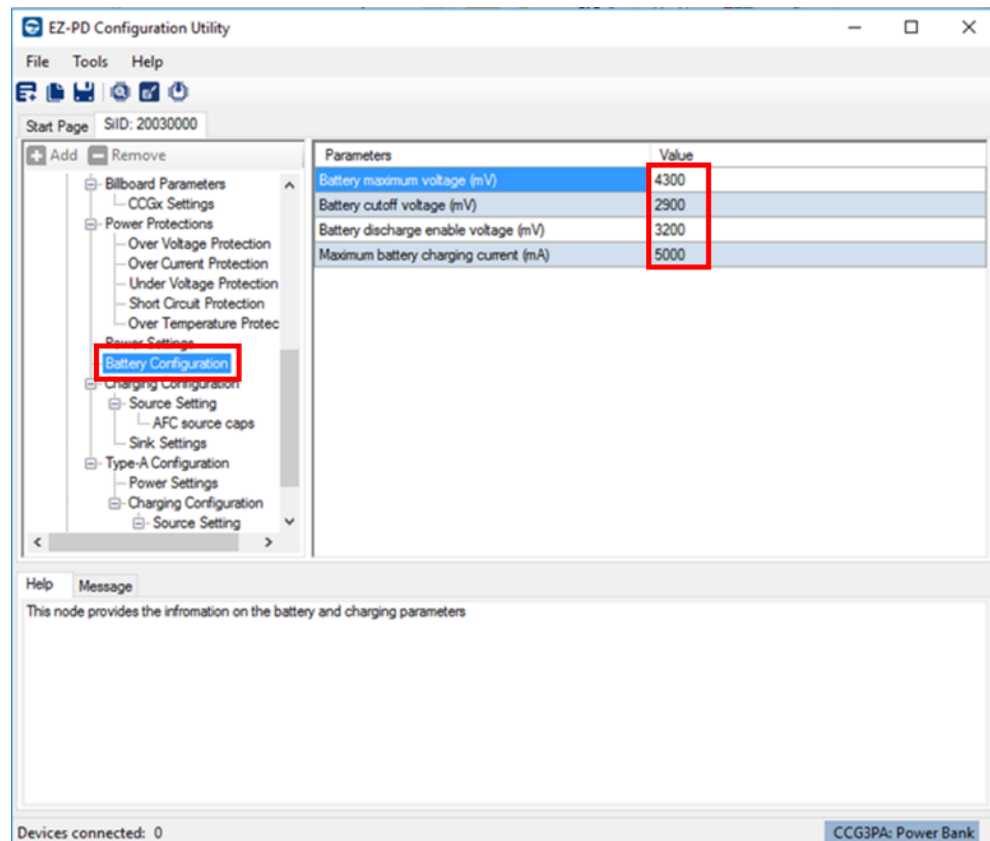 EZ-PD Configuration Utility
File Tools Help
Start Page SIID: 20030000
Add Remove
Billboard Parameters
CCGx Settings
Power Protections
Over Voltage Protection
Over Current Protection
Under Voltage Protection
Short Circuit Protection
Over Temperature Protec
Power Settings
Battery Configuration
Charging Configuration
Source Setting
AFC source caps
Sink Settings
Type-A Configuration
Power Settings
Charging Configuration
Source Setting
Parameters Value
Battery maximum voltage (mV) 4300
Battery cutoff voltage (mV) 2900
Battery discharge enable voltage (mV) 3200
Maximum battery charging current (mA) 5000
Help Message
This node provides the infromation on the battery and charging parameters
Devices connected: 0 CCG3PA: Power Bank